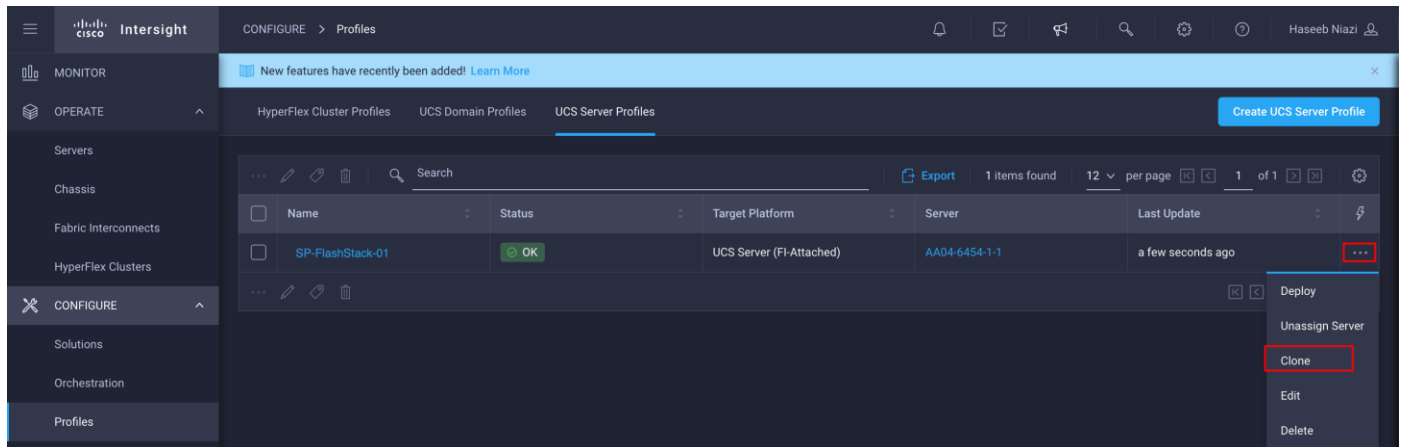 cisco Intersight
CONFIGURE > Profiles
Haseeb Niazi
MONITOR
New features have recently been added! Learn More
OPERATE
HyperFlex Cluster Profiles UCS Domain Profiles UCS Server Profiles
Create UCS Server Profile
Servers
Search
Export 1 items found 12 per page 1 of 1
Chassis
Name Status Target Platform Server Last Update
Fabric Interconnects
SP-FlashStack-01 OK UCS Server (FI-Attached) AA04-6454-1-1 a few seconds ago ...
HyperFlex Clusters
...
Deploy
CONFIGURE
Unassign Server
Solutions
Clone
Orchestration
Edit
Profiles
Delete